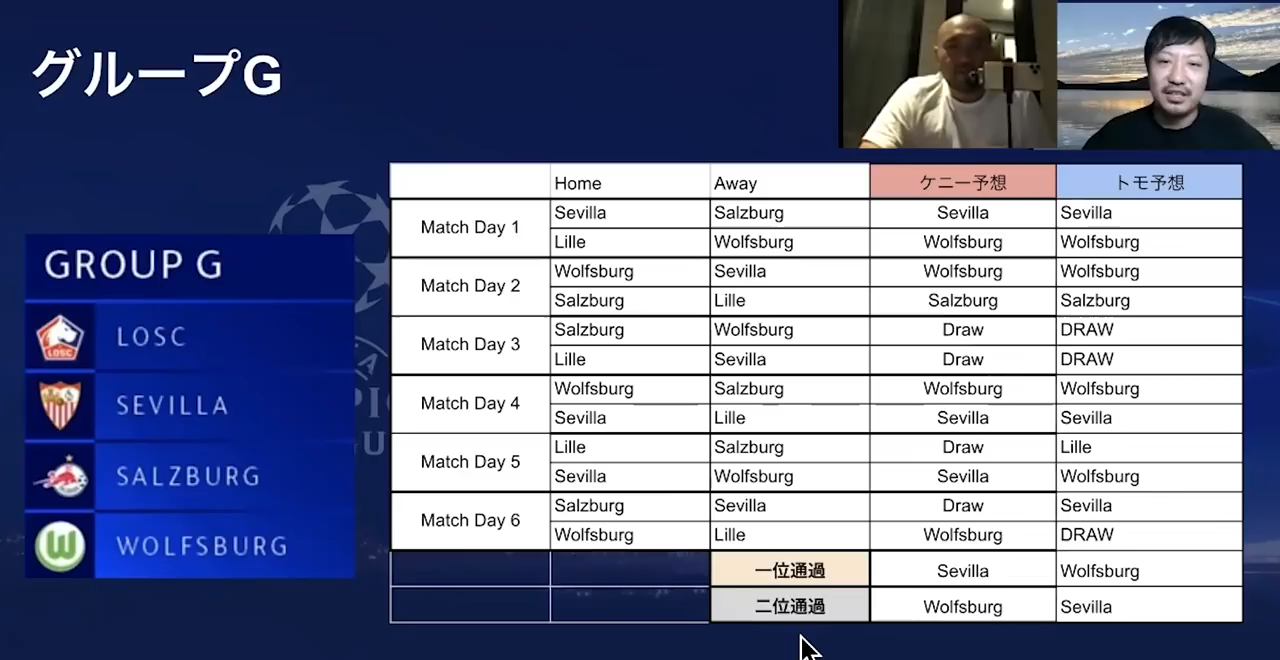 グループG
GROUP G
LOSC
LOSC
SEVILLA
SALZBURG
WOLFSBURG
Home Away ケニー予想 トモ予想
Match Day 1
Sevilla Salzburg Sevilla Sevilla
Lille Wolfsburg Wolfsburg Wolfsburg
Match Day 2
Wolfsburg Sevilla Wolfsburg Wolfsburg
Salzburg Lille Salzburg Salzburg
Match Day 3
Salzburg Wolfsburg Draw DRAW
Lille Sevilla Draw DRAW
Match Day 4
Wolfsburg Salzburg Wolfsburg Wolfsburg
Sevilla Lille Sevilla Sevilla
Match Day 5
Lille Salzburg Draw Lille
Sevilla Wolfsburg Sevilla Wolfsburg
Match Day 6
Salzburg Sevilla Draw Sevilla
Wolfsburg Lille Wolfsburg DRAW
一位通過 Sevilla Wolfsburg
二位通過 Wolfsburg Sevilla